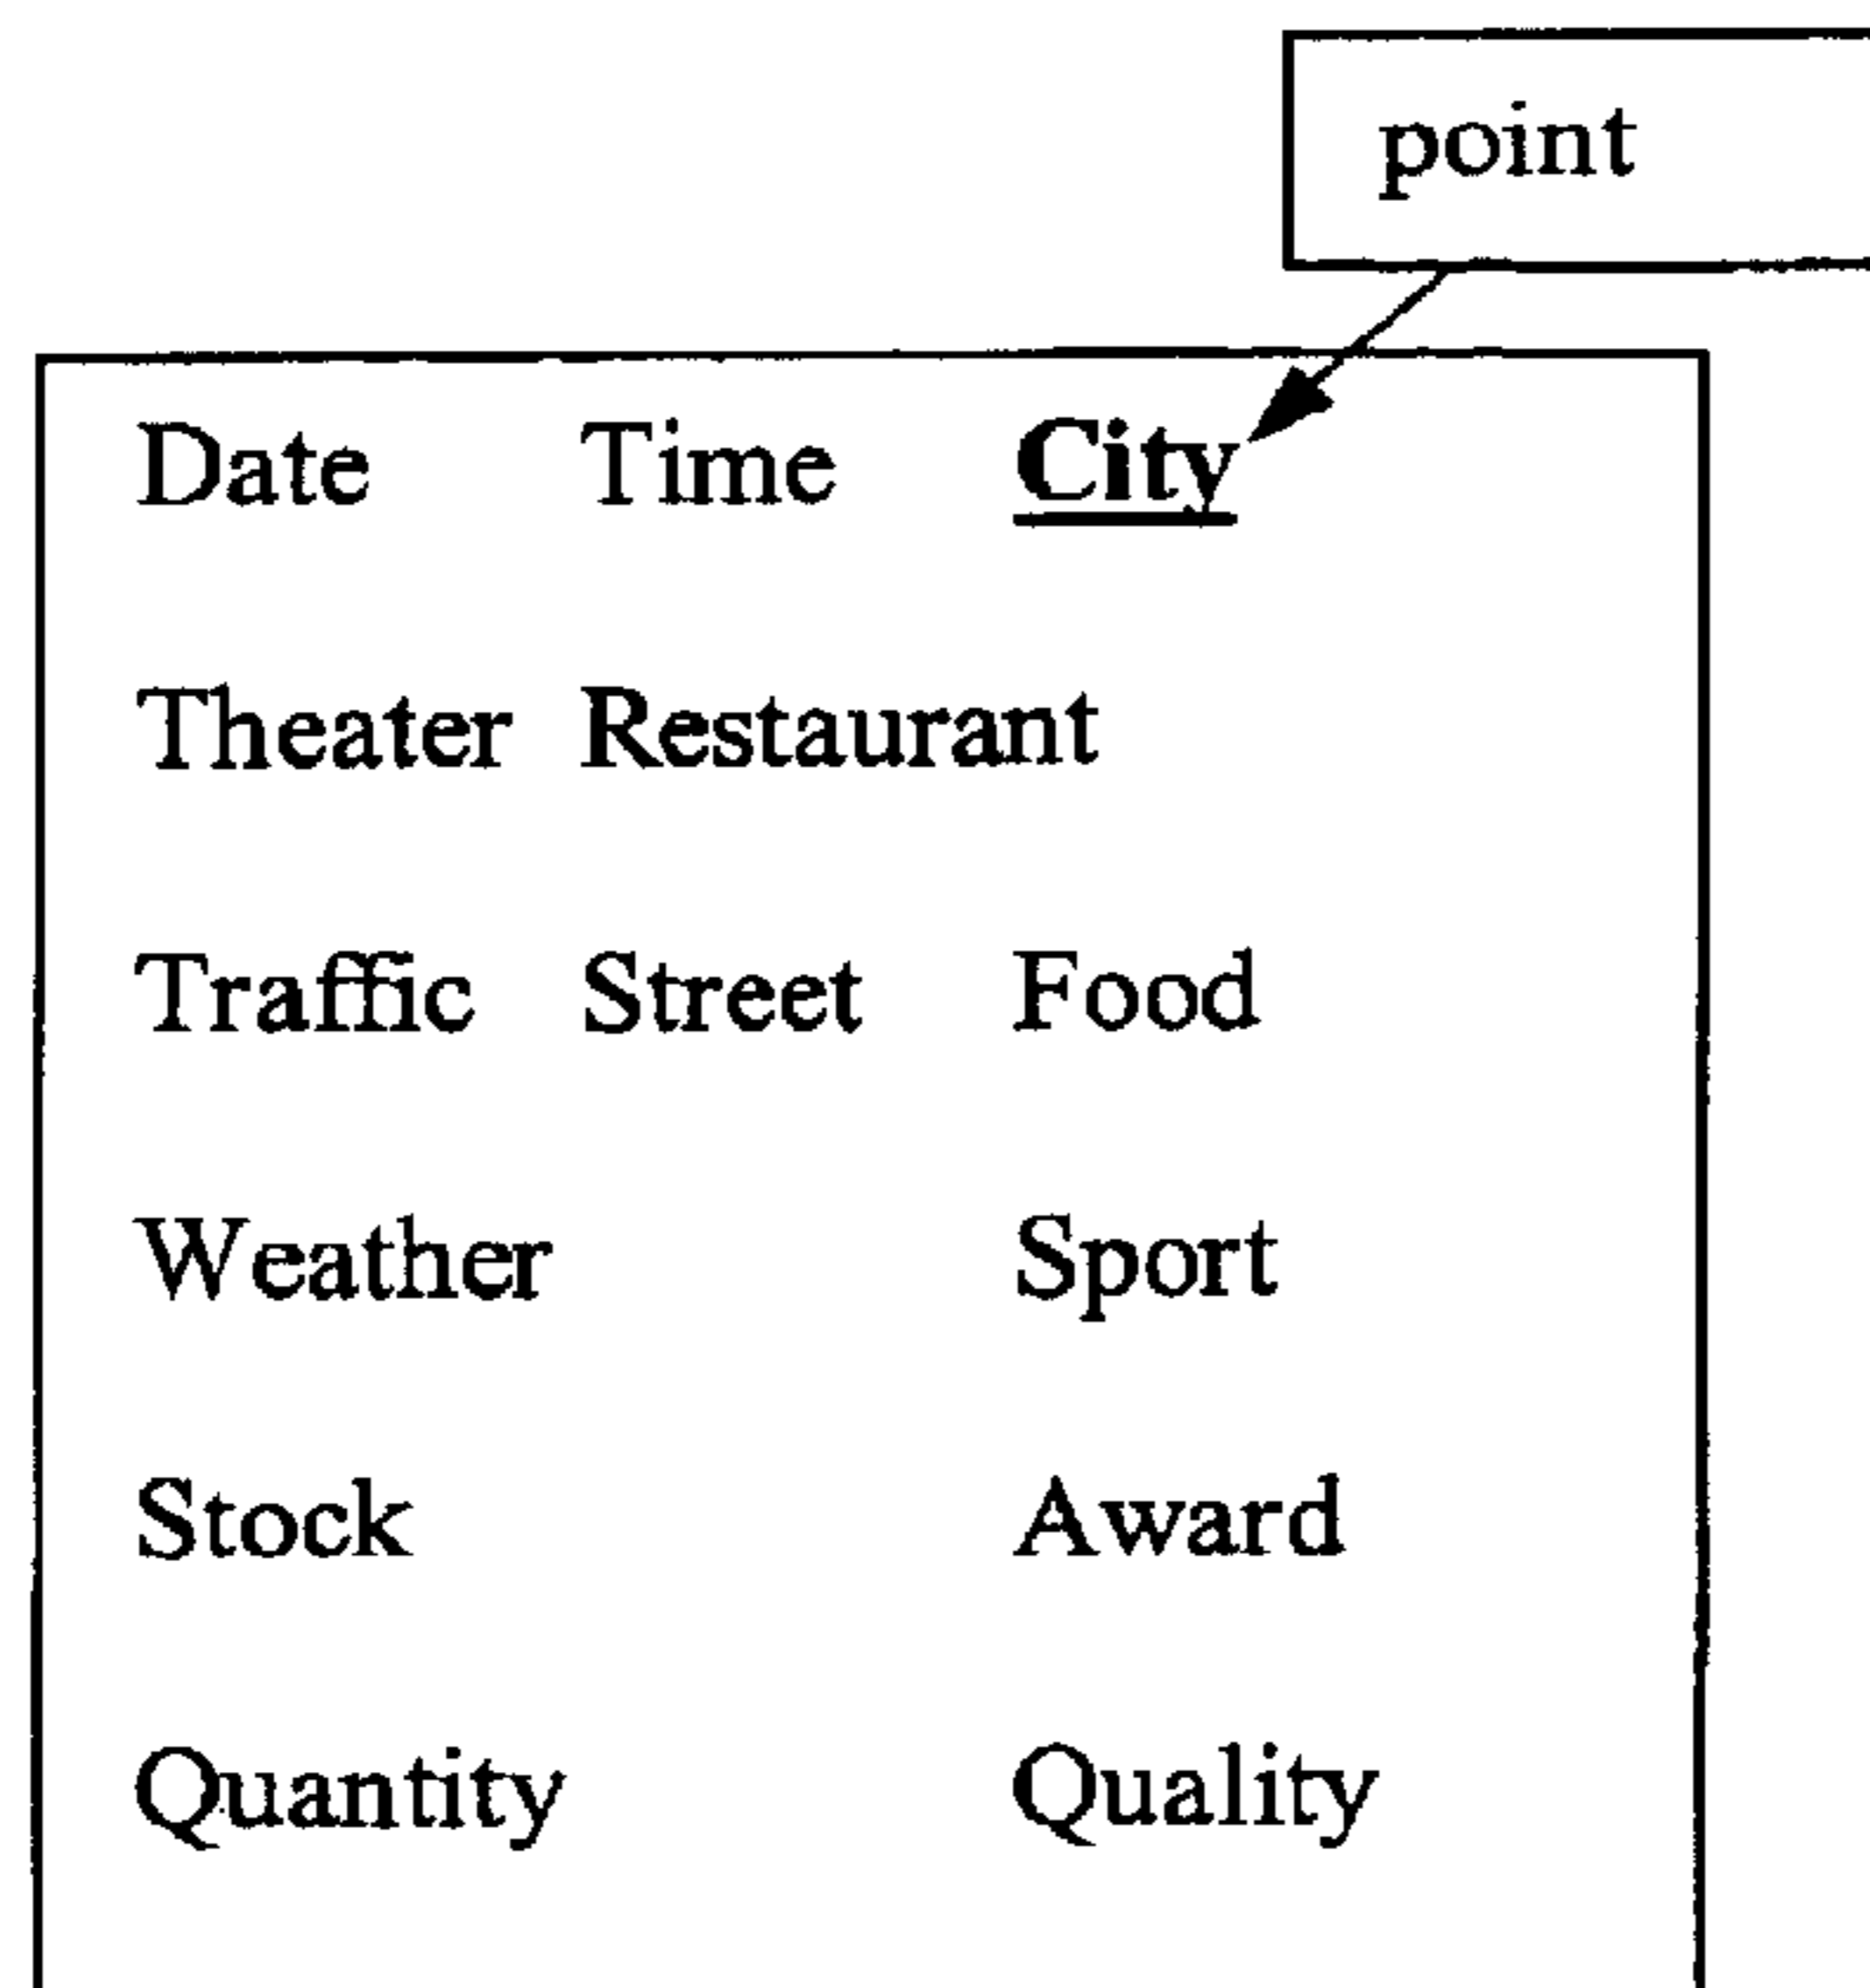 point
Date Time City
Theater Restaurant
Traffic Street Food
Weather Sport
Stock Award
Quantity Quality